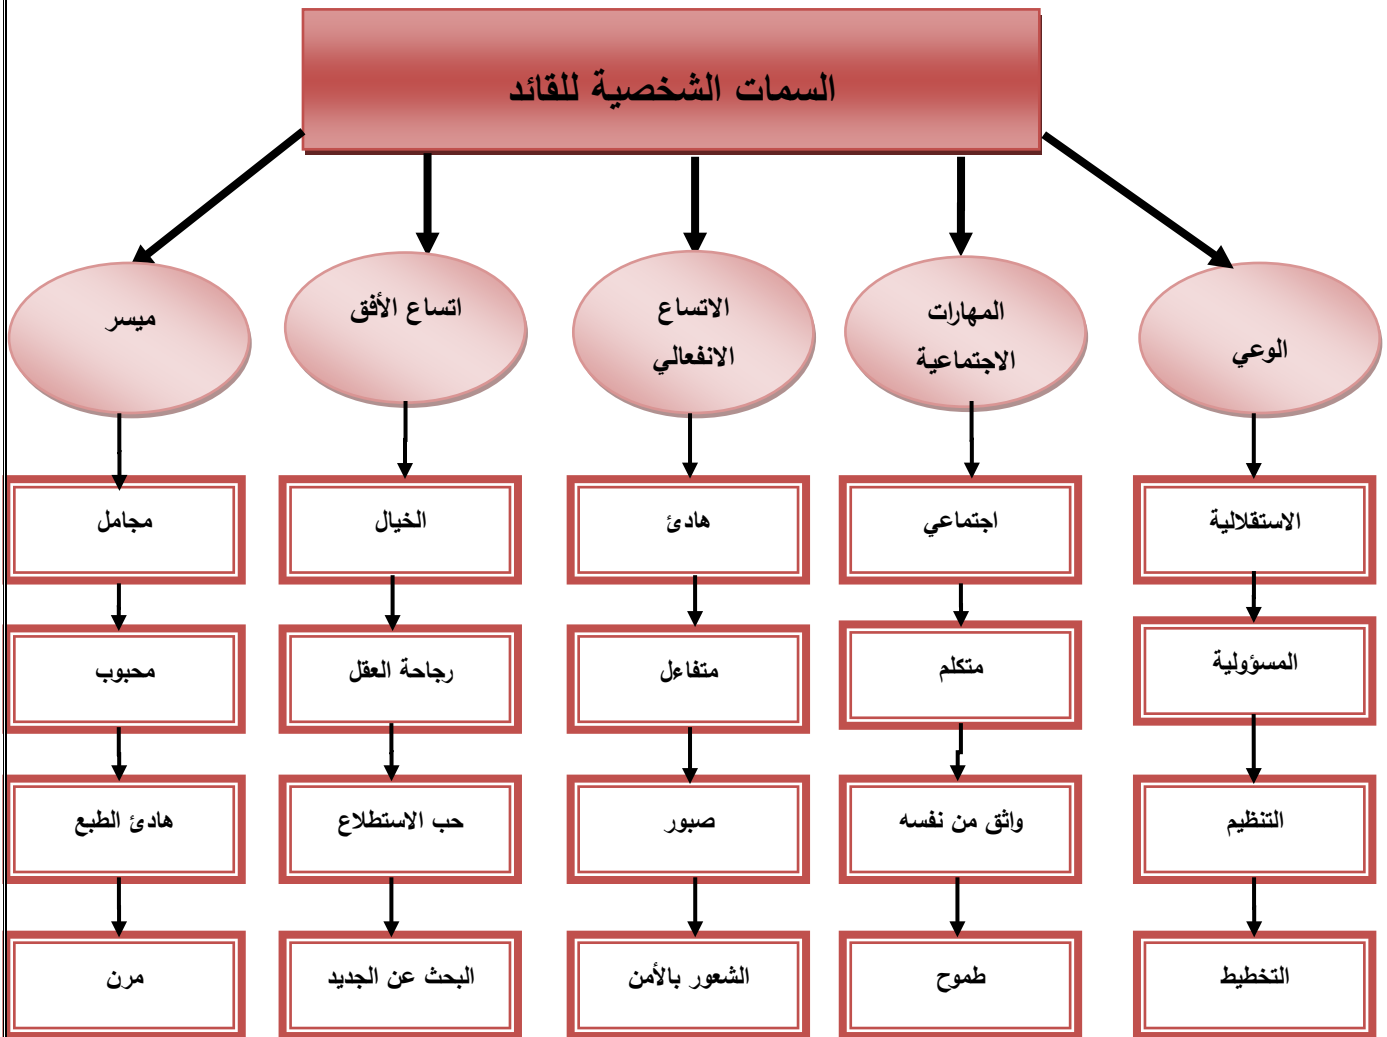 السمات الشخصية للقائد
الوعي
المهارات
الاجتماعية
الاتساع
الانفعالي
اتساع الأفق
ميسر
الاستقلالية
اجتماعي
هادئ
الخيال
مجامل
المسؤولية
متكلم
متفاءل
رجاحة العقل
محبوب
التنظيم
واثق من نفسه
صبور
حب الاستطلاع
هادئ الطبع
التخطيط
طموح
الشعور بالأمن
البحث عن الجديد
مرن